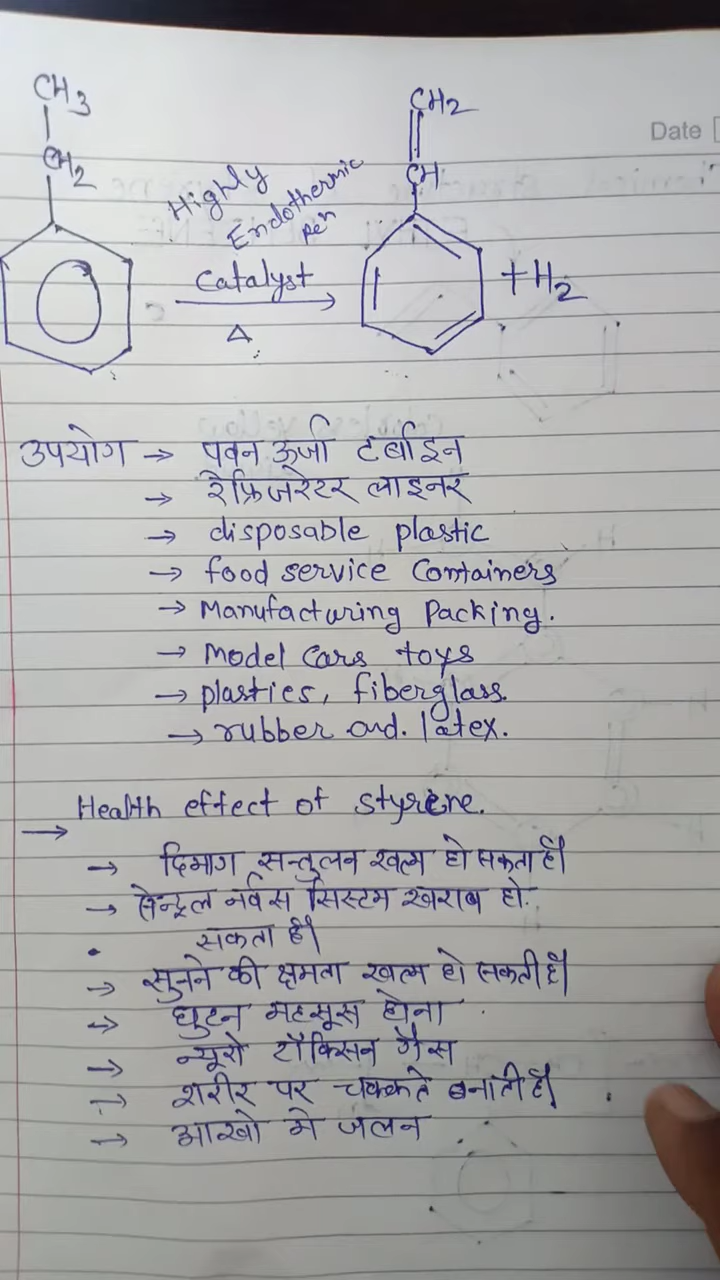 Date
CH3
CH2
Highly
Endothermic
rxn
Catalyst
Δ
CH2
CH
+H2
उपयोग → पवन ऊर्जा टर्बाइन
→ रेफ्रिजरेटर लाइनर
→ disposable plastic
→ food service Containers
→ Manufacturing Packing.
→ Model Cars toys
→ plasties, fiberglass.
→ rubber and. latex.
→ Health effect of styrene.
→ दिमाग सन्तुलन खत्म हो सकता है।
→ सेन्ट्रल नर्वस सिस्टम खराब हो
सकता है।
→ सुनने की क्षमता खत्म हो सकती है।
→ घुटन महसूस होना
→ न्यूरो टॉक्सिन गैस
→ शरीर पर चकक्ते बनाती है।
→ आखो मे जलन